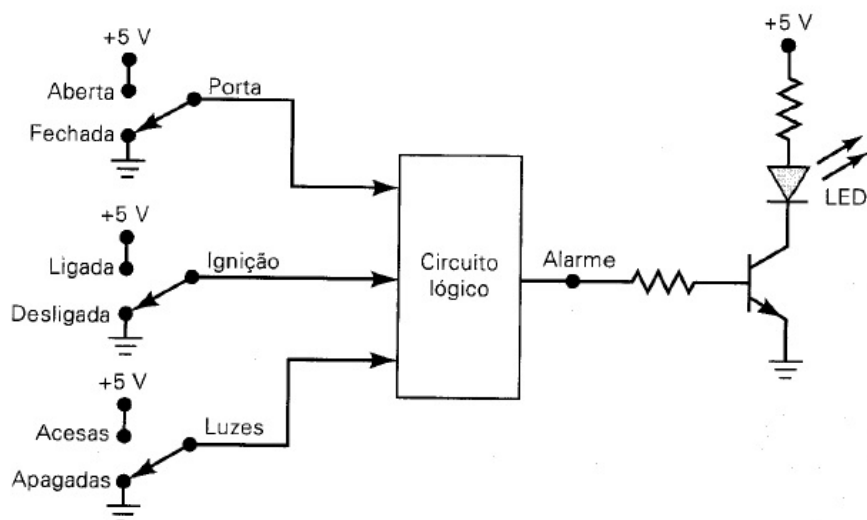 +5 V
Aberta
Porta
Fechada
+5 V
Ligada
Ignição
Desligada
+5 V
Acesas
Luzes
Apagadas
Circuito
lógico
Alarme
+5 V
LED